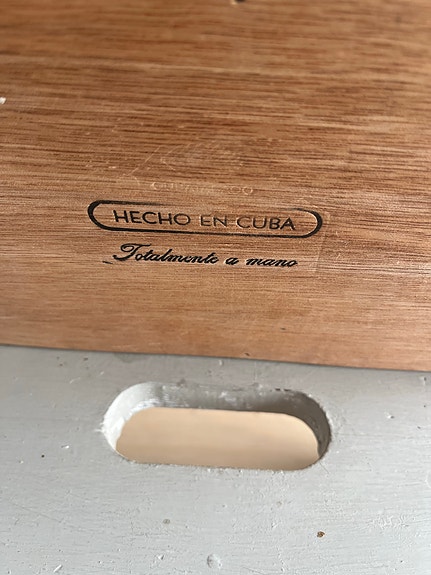 HECHO EN CUBA
Totalmente a mano